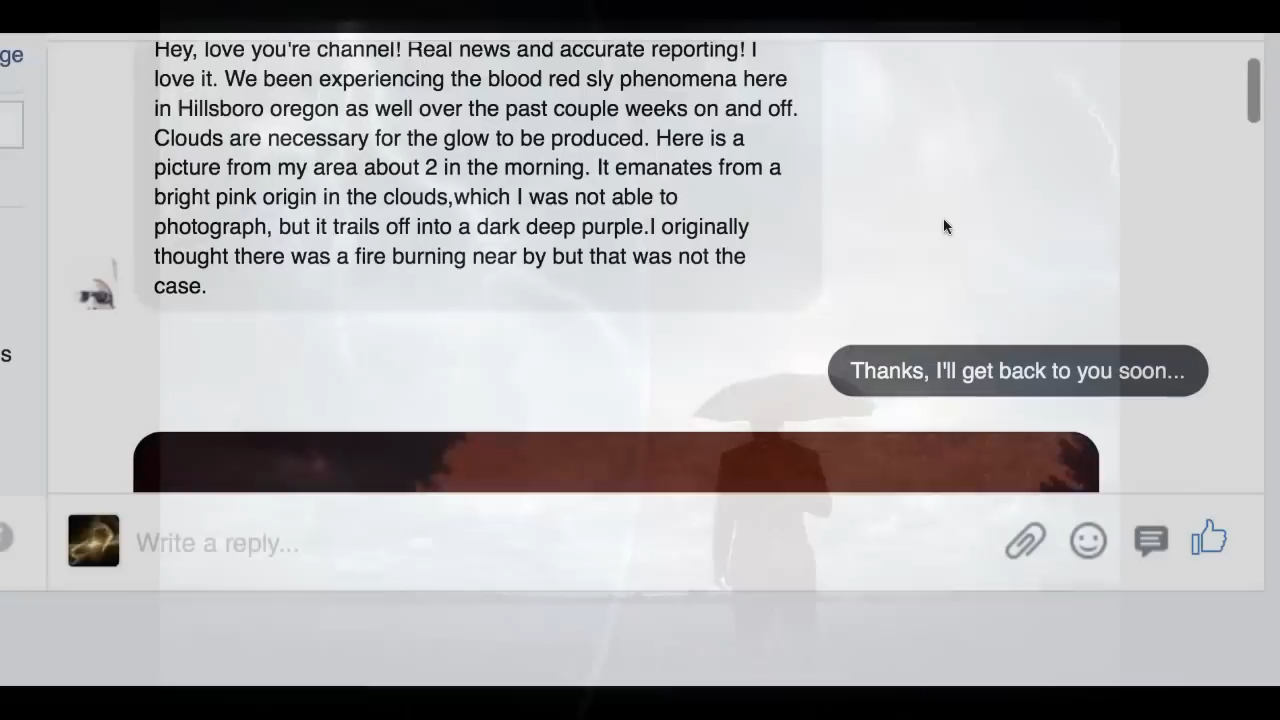 ge
Hey, love you're channel! Real news and accurate reporting! I
love it. We been experiencing the blood red sly phenomena here
in Hillsboro oregon as well over the past couple weeks on and off.
Clouds are necessary for the glow to be produced. Here is a
picture from my area about 2 in the morning. It emanates from a
bright pink origin in the clouds,which I was not able to
photograph, but it trails off into a dark deep purple.I originally
thought there was a fire burning near by but that was not the
case.
s
Thanks, I'll get back to you soon...
Write a reply...